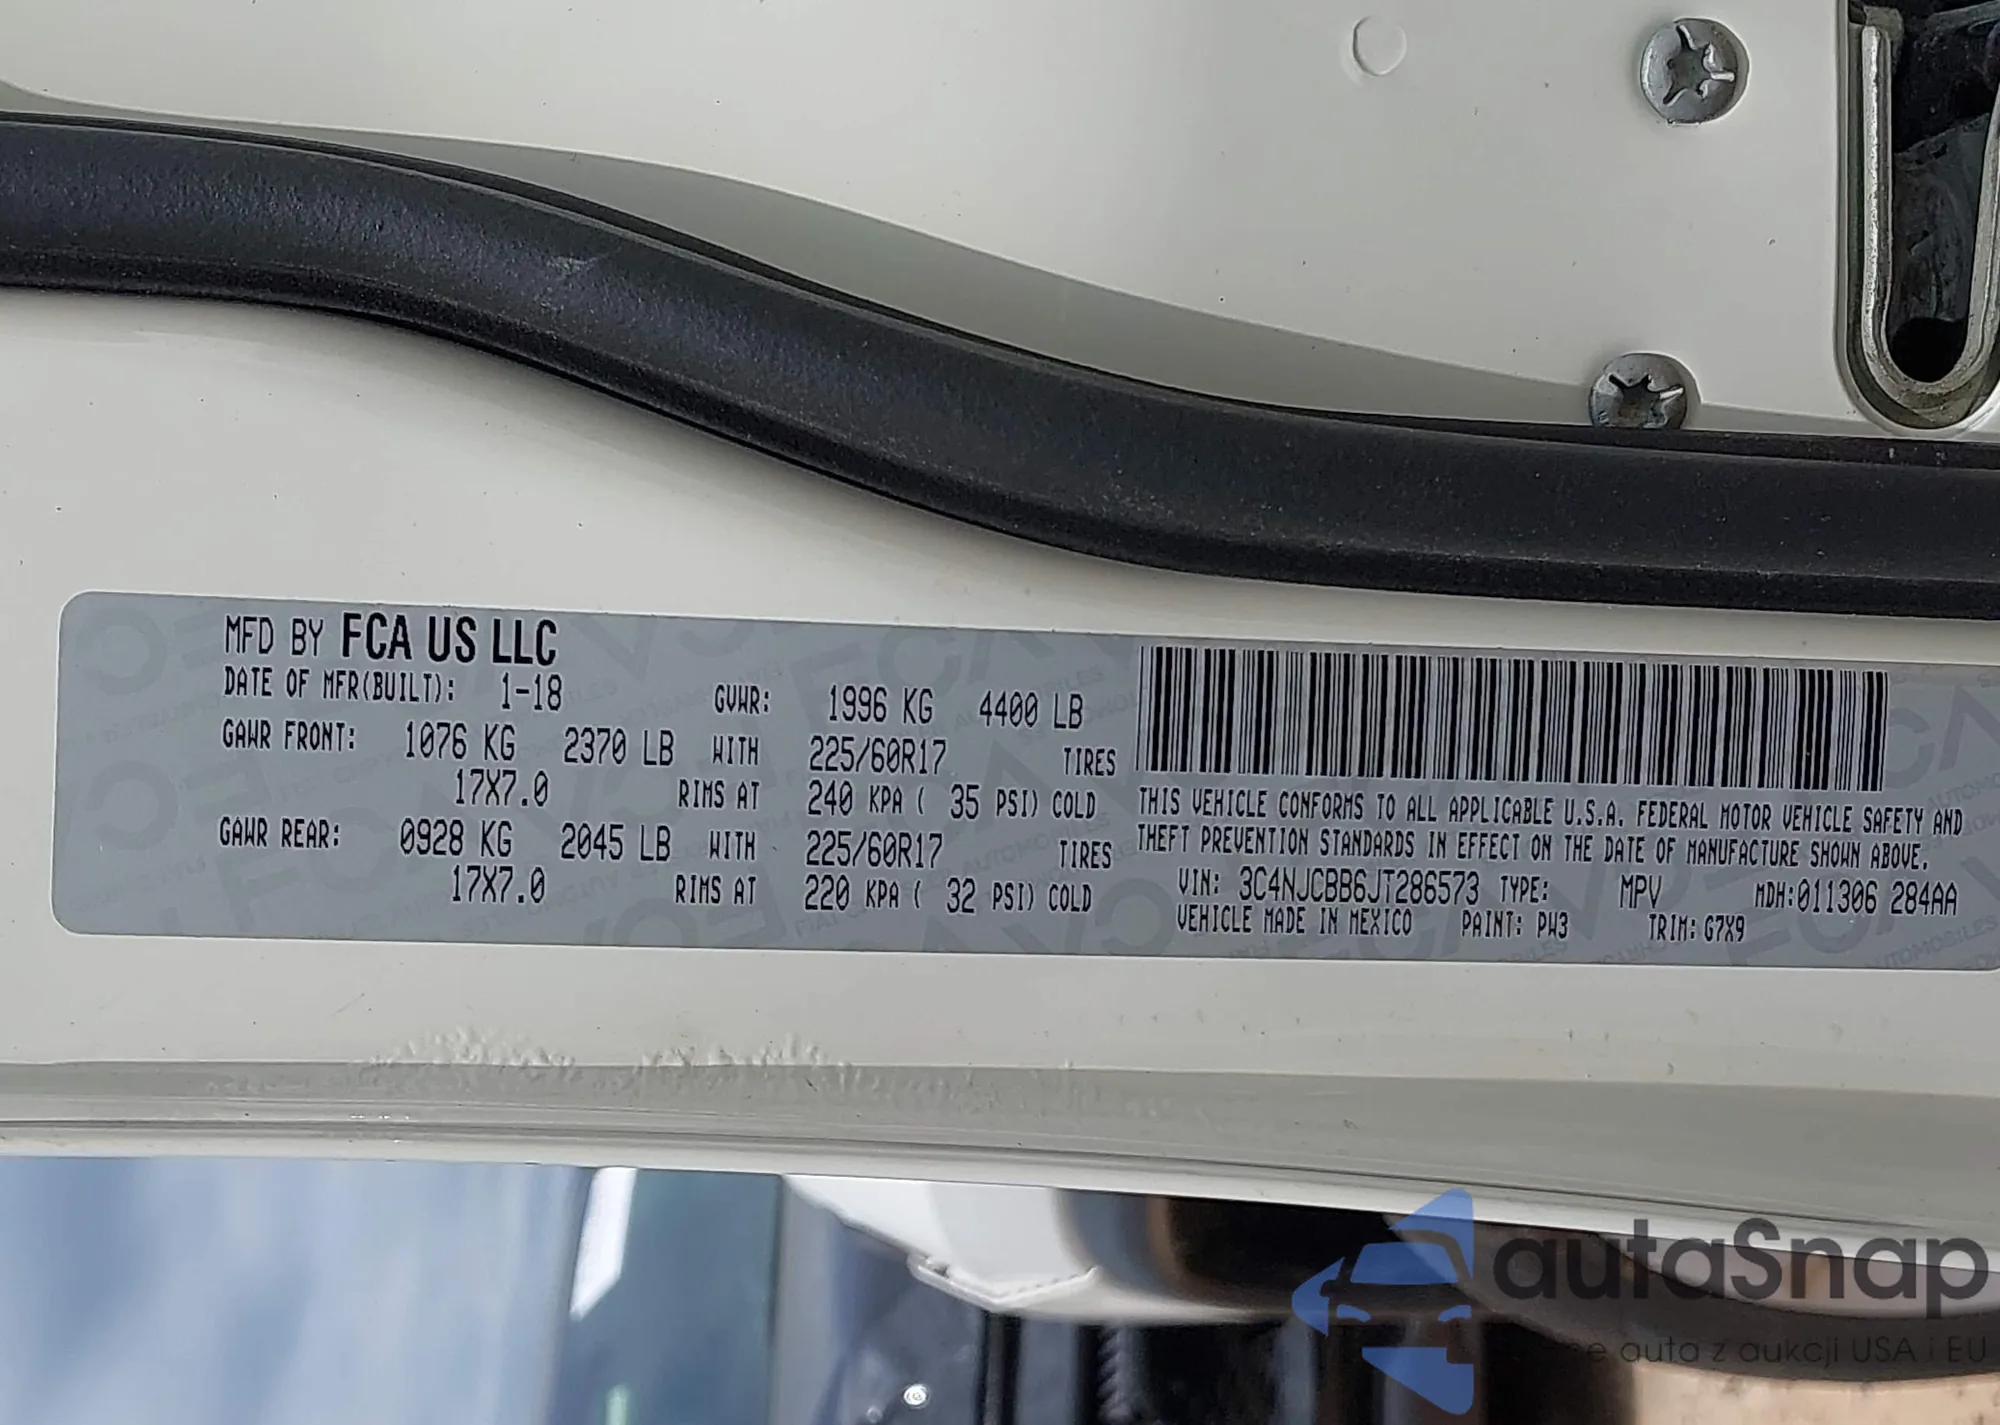 MFD BY FCA US LLC
DATE OF MFR(BUILT): 1-18 GVWR: 1996 KG 4400 LB
GAWR FRONT: 1076 KG 2370 LB WITH 225/60R17 TIRES
17X7.0 RIMS AT 240 KPA ( 35 PSI) COLD
GAWR REAR: 0928 KG 2045 LB WITH 225/60R17 TIRES
17X7.0 RIMS AT 220 KPA ( 32 PSI) COLD
THIS VEHICLE CONFORMS TO ALL APPLICABLE U.S.A. FEDERAL MOTOR VEHICLE SAFETY AND
THEFT PREVENTION STANDARDS IN EFFECT ON THE DATE OF MANUFACTURE SHOWN ABOVE.
VIN: 3C4NJCBB6JT286573 TYPE: MPV MDH:011306 284AA
VEHICLE MADE IN MEXICO PAINT: PW3 TRIM: G7X9
autaSnap
auta z aukcji USA i EU